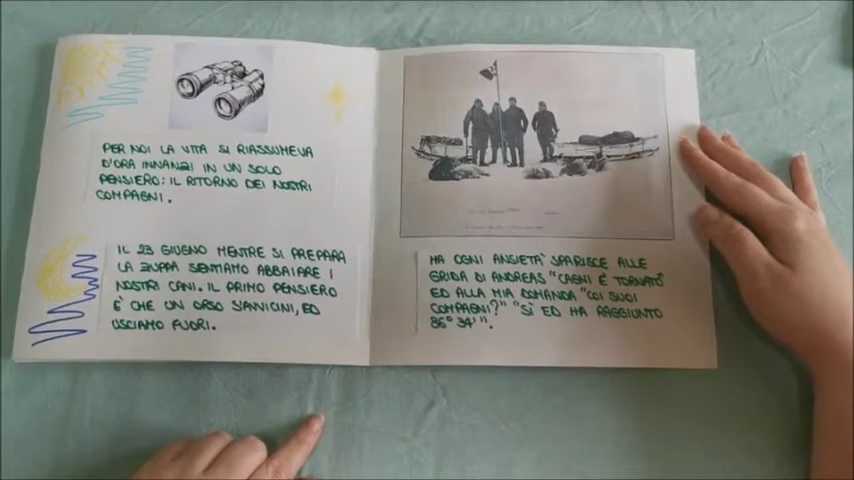 PER NOI LA VITA SI RIASSUMEVA
D'ORA INNANZI IN UN SOLO
PENSIERO: IL RITORNO DEI NOSTRI
COMPAGNI.
IL 23 GIUGNO MENTRE SI PREPARA
LA ZUPPA SENTIAMO ABBAIARE I
NOSTRI CANI. IL PRIMO PENSIERO
È CHE UN ORSO S'AVVICINI, ED
USCIAMO FUORI.
MA OGNI ANSIETÀ SPARISCE ALLE
GRIDA DI ANDREAS "CAGNI È TORNATO"
ED ALLA MIA DOMANDA "COI SUOI
COMPAGNI?" "SÌ ED HA RAGGIUNTO
86° 34'".